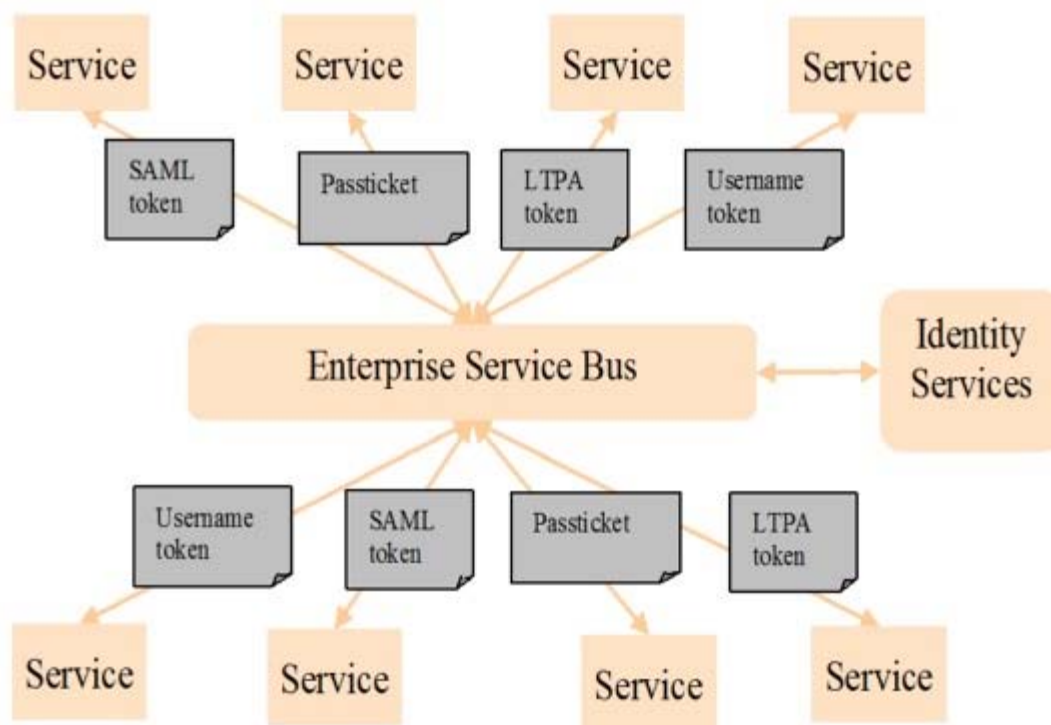 Service
Service
Service
Service
SAML
token
Passticket
LTPA
token
Username
token
Enterprise Service Bus
Identity
Services
Username
token
SAML
token
Passticket
LTPA
token
Service
Service
Service
Service